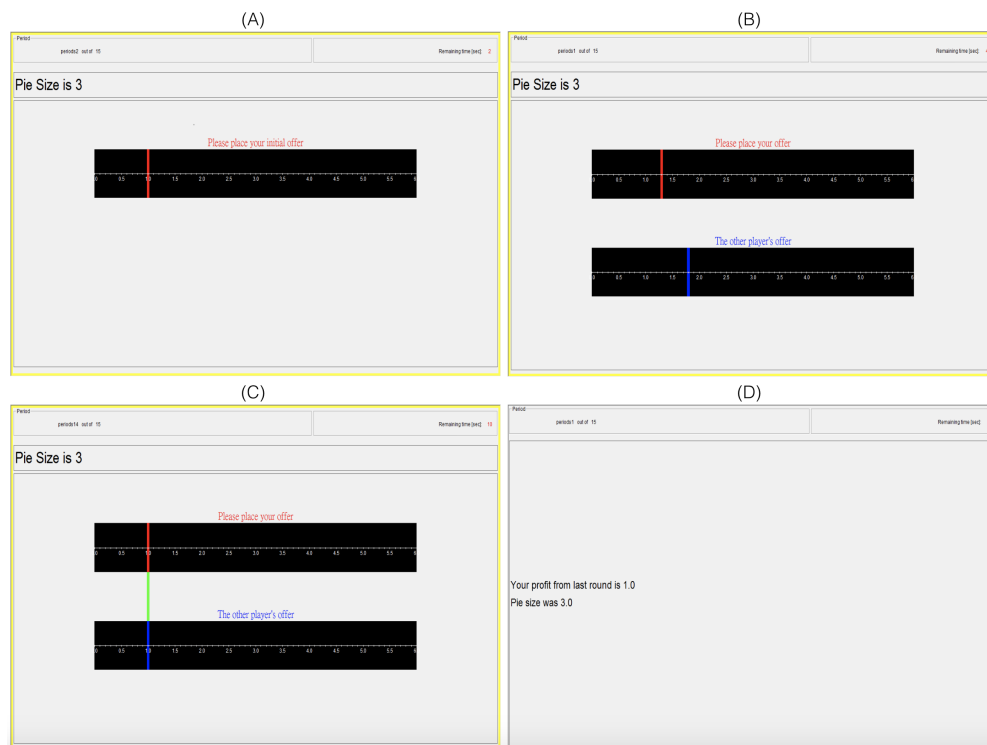 (A)
Period
periods2 out of 15
Remaining time [sec]: 2
Pie Size is 3
Please place your initial offer
0 0.5 1.0 1.5 2.0 2.5 3.0 3.5 4.0 4.5 5.0 5.5 6
(B)
Period
periods1 out of 15
Remaining time [sec]:
Pie Size is 3
Please place your offer
0 0.5 1.0 1.5 2.0 2.5 3.0 3.5 4.0 4.5 5.0 5.5 6
The other player's offer
0 0.5 1.0 1.5 2.0 2.5 3.0 3.5 4.0 4.5 5.0 5.5 6
(C)
Period
periods14 out of 15
Remaining time [sec]: 10
Pie Size is 3
Please place your offer
0 0.5 1.0 1.5 2.0 2.5 3.0 3.5 4.0 4.5 5.0 5.5 6
The other player's offer
0 0.5 1.0 1.5 2.0 2.5 3.0 3.5 4.0 4.5 5.0 5.5 6
(D)
Period
periods1 out of 15
Remaining time [sec]:
Your profit from last round is 1.0
Pie size was 3.0